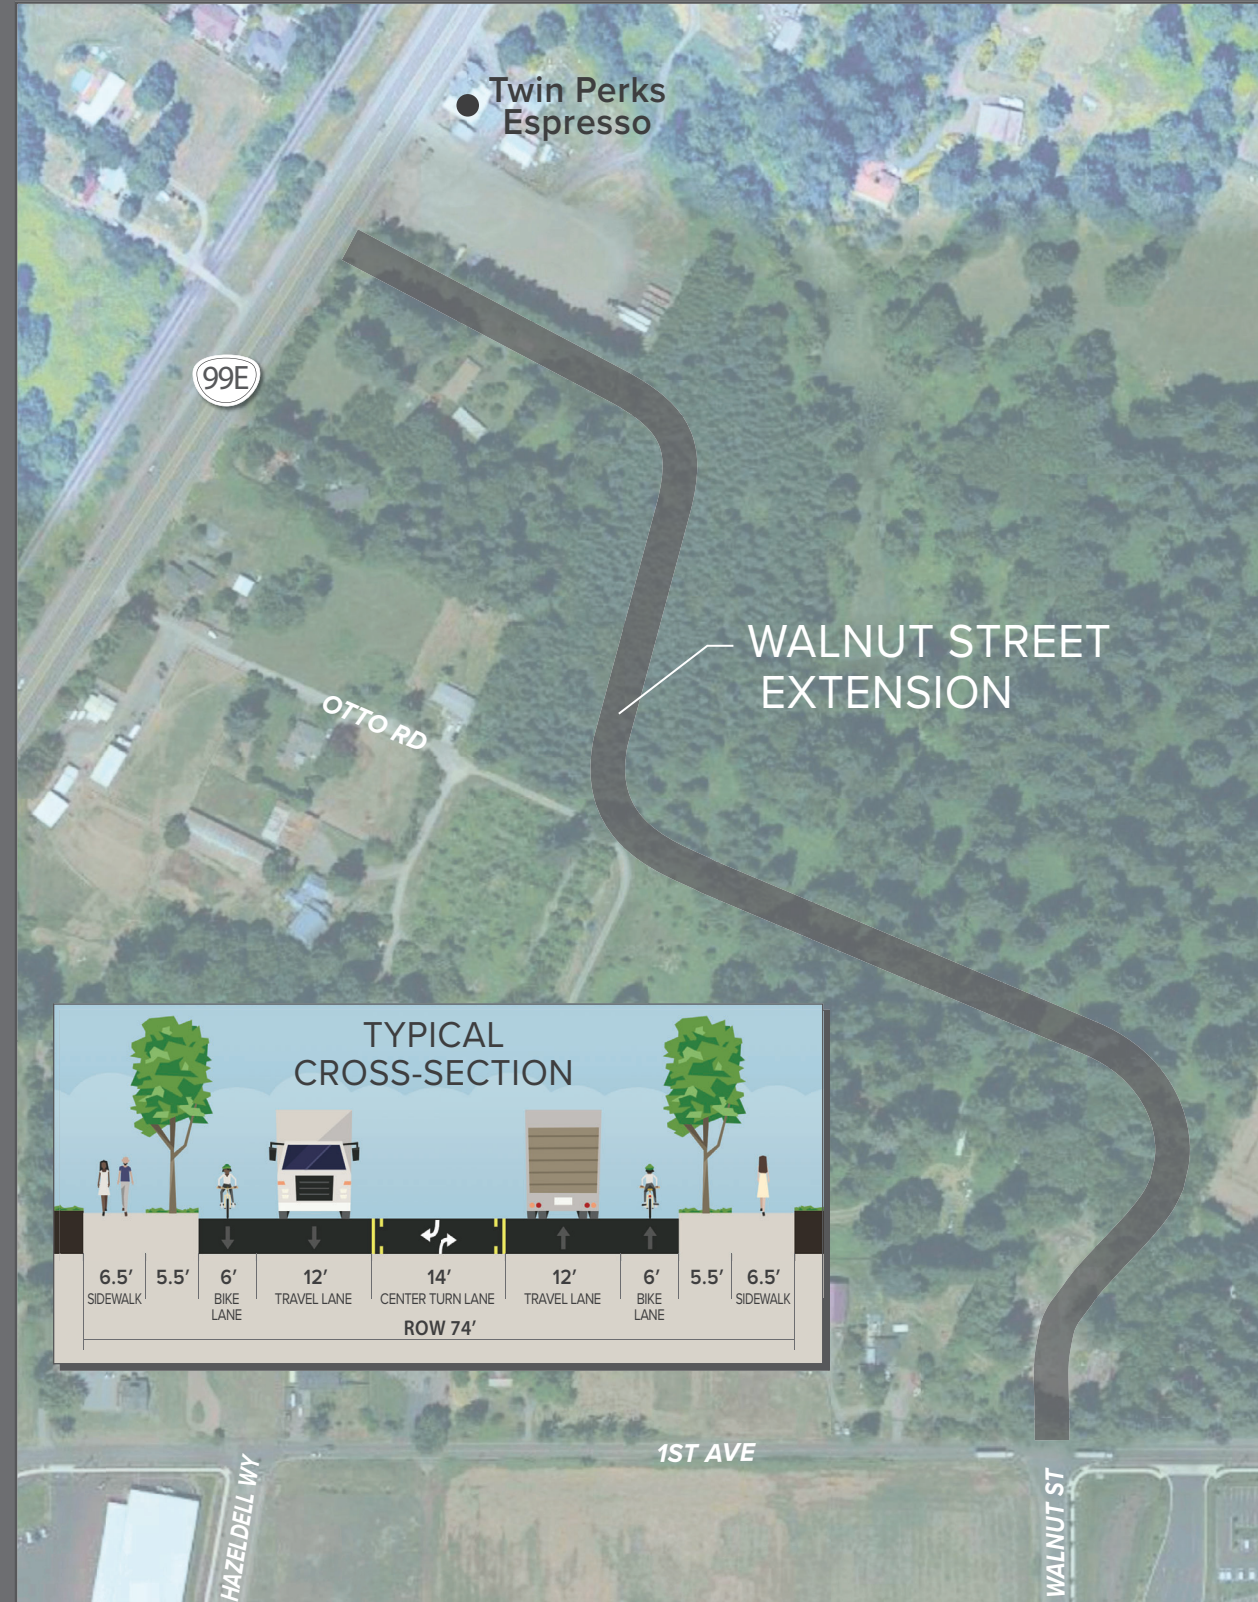 Twin Perks
Espresso
99E
WALNUT STREET
EXTENSION
OTTO RD
TYPICAL
CROSS-SECTION
6.5′ 5.5′ 6′ 12′ 14′ 12′ 6′ 5.5′ 6.5′
SIDEWALK BIKE TRAVEL LANE CENTER TURN LANE TRAVEL LANE BIKE SIDEWALK
LANE LANE
ROW 74′
1ST AVE
HAZELDELL WY
WALNUT ST